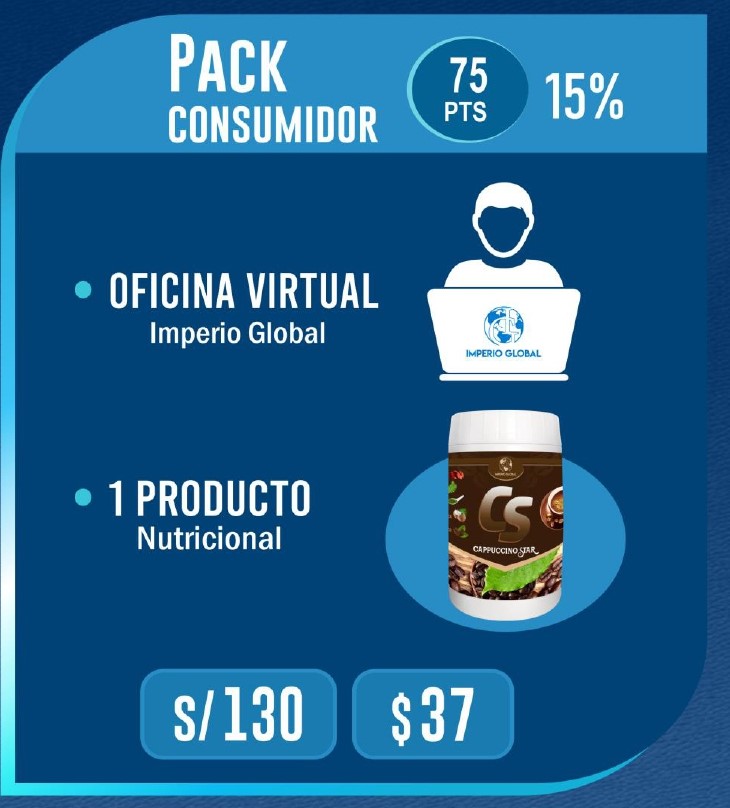 PACK
CONSUMIDOR
75
PTS
15%
• OFICINA VIRTUAL
Imperio Global
IMPERIO GLOBAL
• 1 PRODUCTO
Nutricional
CS
CAPPUCCINO STAR
S/130
$37